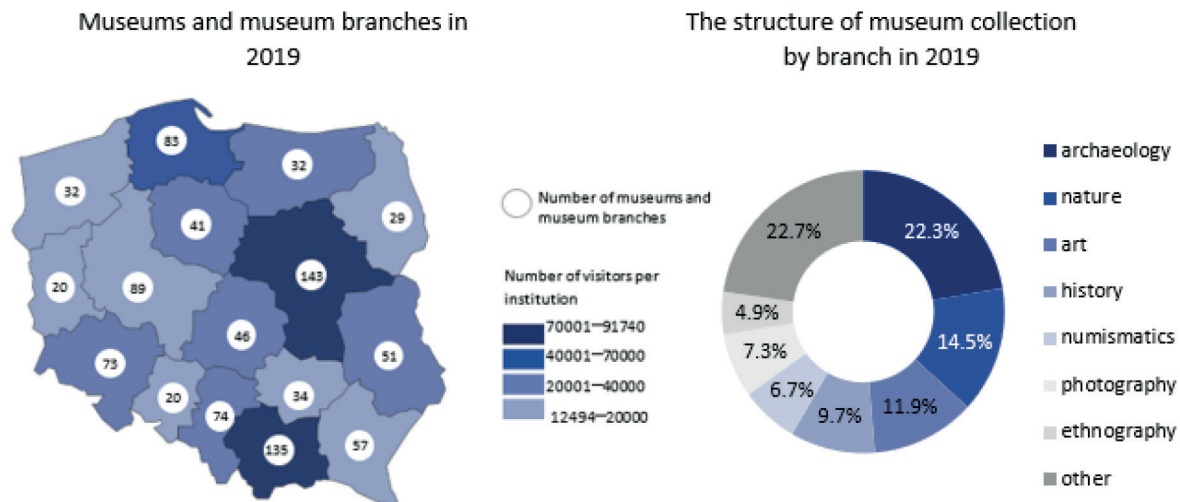 Museums and museum branches in
2019
83
32
32
29
41
143
20
89
46
51
73
20
34
74
135
57
Number of museums and
museum branches
Number of visitors per
institution
70001–91740
40001–70000
20001–40000
12494–20000
The structure of museum collection
by branch in 2019
22.3%
14.5%
11.9%
9.7%
6.7%
7.3%
4.9%
22.7%
archaeology
nature
art
history
numismatics
photography
ethnography
other